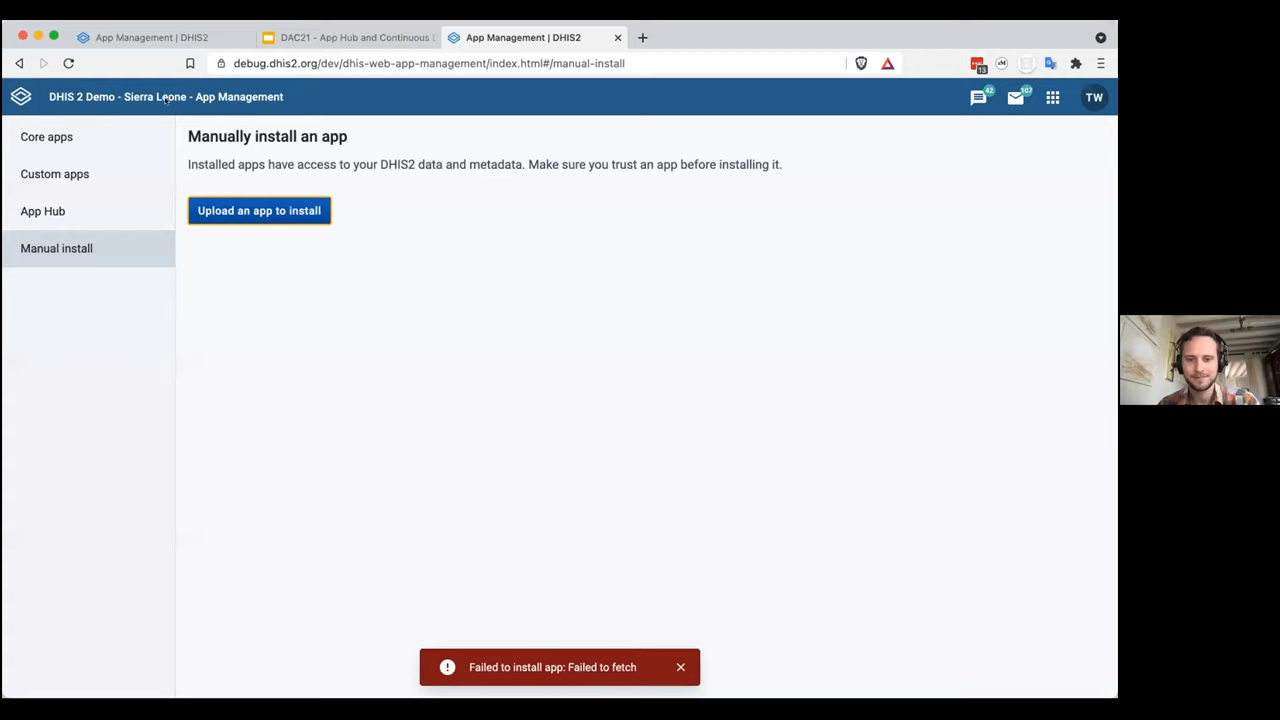 App Management | DHIS2
DAC21 - App Hub and Continuous
App Management | DHIS2
debug.dhis2.org/dev/dhis-web-app-management/index.html#/manual-install
13
DHIS 2 Demo - Sierra Leone - App Management
42
107
TW
Core apps
Custom apps
App Hub
Manual install
Manually install an app
Installed apps have access to your DHIS2 data and metadata. Make sure you trust an app before installing it.
Upload an app to install
Failed to install app: Failed to fetch